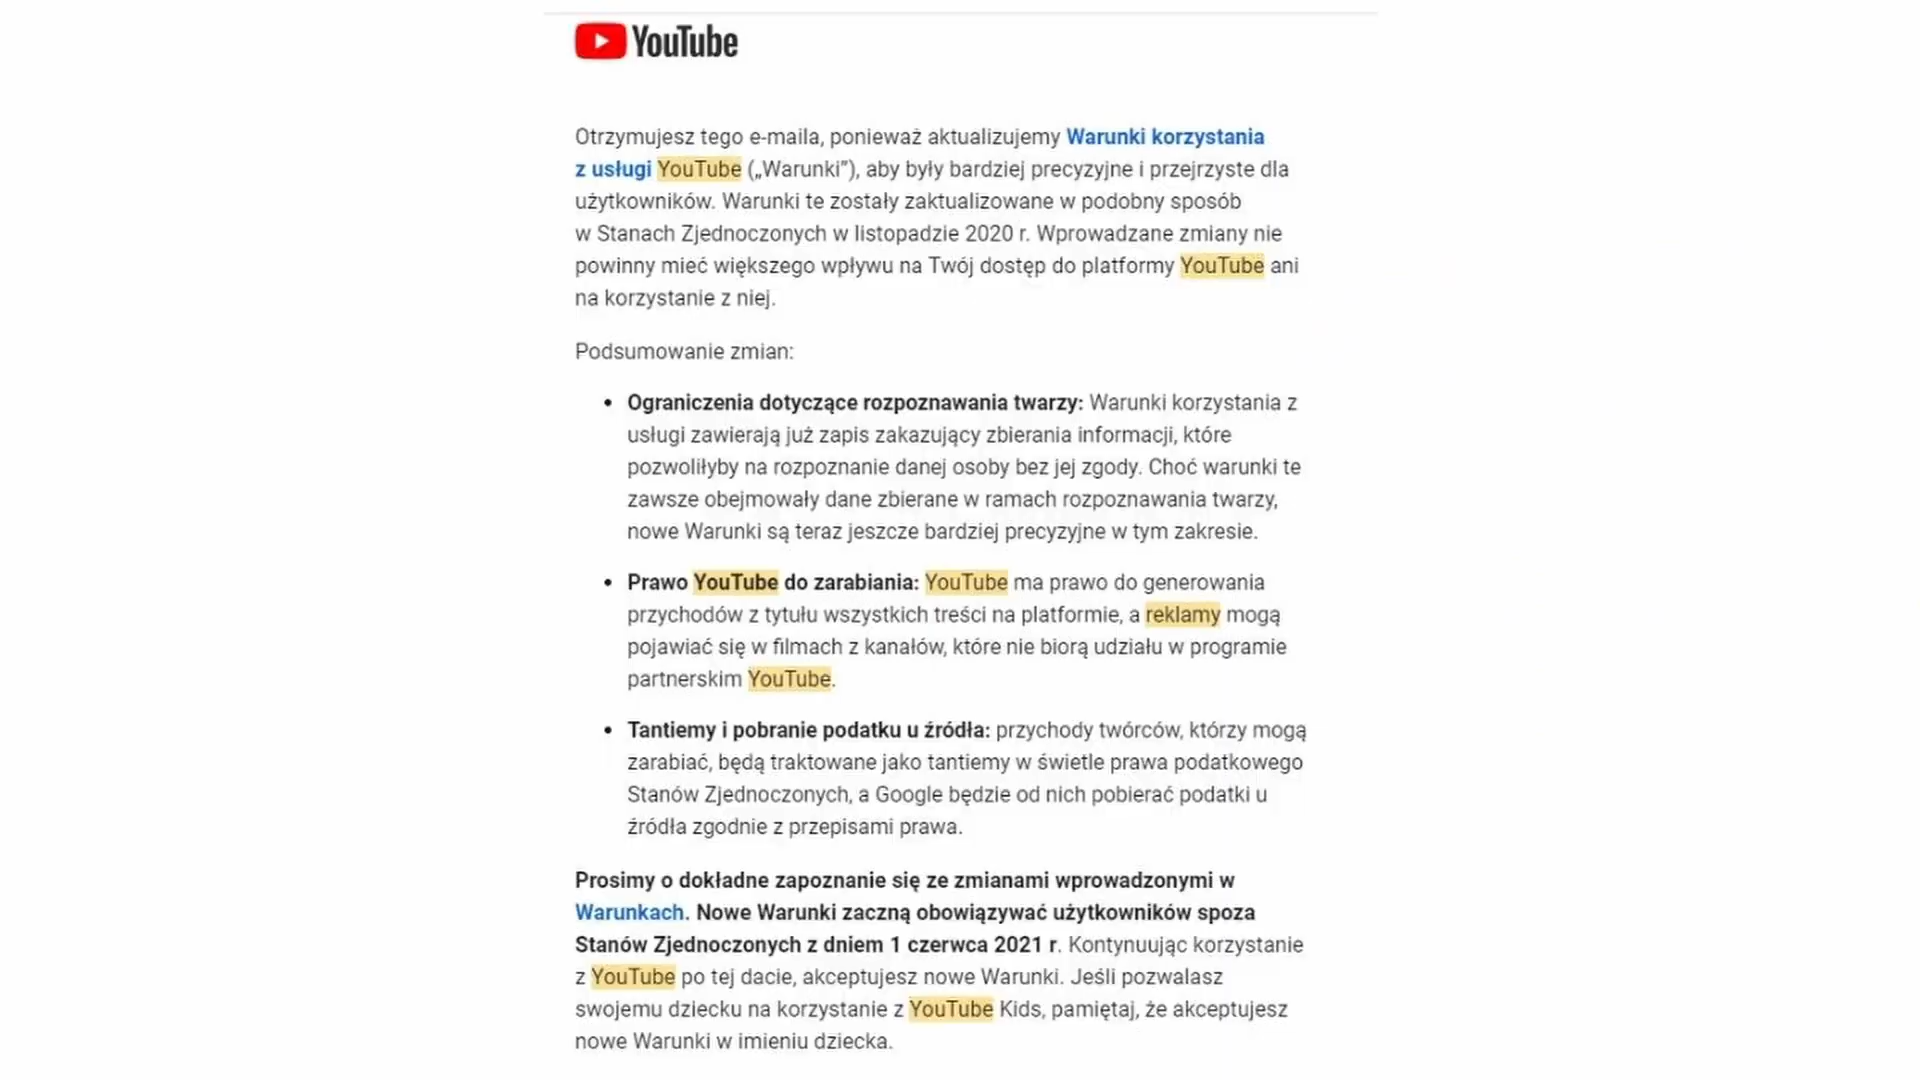 YouTube
Otrzymujesz tego e-maila, ponieważ aktualizujemy Warunki korzystania
z usługi YouTube („Warunki”), aby były bardziej precyzyjne i przejrzyste dla
użytkowników. Warunki te zostały zaktualizowane w podobny sposób
w Stanach Zjednoczonych w listopadzie 2020 r. Wprowadzane zmiany nie
powinny mieć większego wpływu na Twój dostęp do platformy YouTube ani
na korzystanie z niej.
Podsumowanie zmian:
• Ograniczenia dotyczące rozpoznawania twarzy: Warunki korzystania z
usługi zawierają już zapis zakazujący zbierania informacji, które
pozwoliłyby na rozpoznanie danej osoby bez jej zgody. Choć warunki te
zawsze obejmowały dane zbierane w ramach rozpoznawania twarzy,
nowe Warunki są teraz jeszcze bardziej precyzyjne w tym zakresie.
• Prawo YouTube do zarabiania: YouTube ma prawo do generowania
przychodów z tytułu wszystkich treści na platformie, a reklamy mogą
pojawiać się w filmach z kanałów, które nie biorą udziału w programie
partnerskim YouTube.
• Tantiemy i pobranie podatku u źródła: przychody twórców, którzy mogą
zarabiać, będą traktowane jako tantiemy w świetle prawa podatkowego
Stanów Zjednoczonych, a Google będzie od nich pobierać podatki u
źródła zgodnie z przepisami prawa.
Prosimy o dokładne zapoznanie się ze zmianami wprowadzonymi w
Warunkach. Nowe Warunki zaczną obowiązywać użytkowników spoza
Stanów Zjednoczonych z dniem 1 czerwca 2021 r. Kontynuując korzystanie
z YouTube po tej dacie, akceptujesz nowe Warunki. Jeśli pozwalasz
swojemu dziecku na korzystanie z YouTube Kids, pamiętaj, że akceptujesz
nowe Warunki w imieniu dziecka.